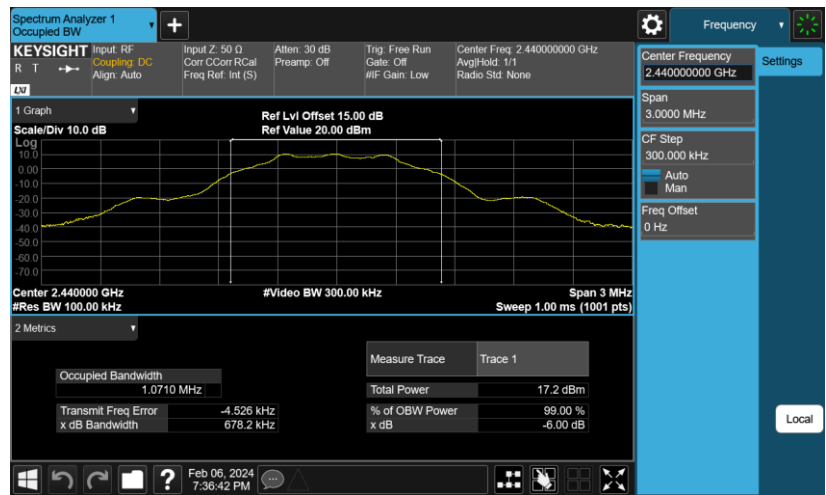 Spectrum Analyzer 1
Occupied BW
Frequency
KEYSIGHT
R T
LXI
Input: RF
Coupling: DC
Align: Auto
Input Z: 50 Ω
Corr CCorr RCal
Freq Ref: Int (S)
Atten: 30 dB
Preamp: Off
Trig: Free Run
Gate: Off
#IF Gain: Low
Center Freq: 2.440000000 GHz
Avg|Hold: 1/1
Radio Std: None
Center Frequency
2.440000000 GHz
Settings
Span
3.0000 MHz
CF Step
300.000 kHz
Auto
Man
Freq Offset
0 Hz
Local
1 Graph
Scale/Div 10.0 dB
Ref Lvl Offset 15.00 dB
Ref Value 20.00 dBm
Log
10.0
0.00
-10.0
-20.0
-30.0
-40.0
-50.0
-60.0
-70.0
Center 2.440000 GHz
#Res BW 100.00 kHz
#Video BW 300.00 kHz
Span 3 MHz
Sweep 1.00 ms (1001 pts)
2 Metrics
Measure Trace Trace 1
Occupied Bandwidth
1.0710 MHz
Total Power 17.2 dBm
Transmit Freq Error -4.526 kHz
% of OBW Power 99.00 %
x dB Bandwidth 678.2 kHz
x dB -6.00 dB
?
Feb 06, 2024
7:36:42 PM